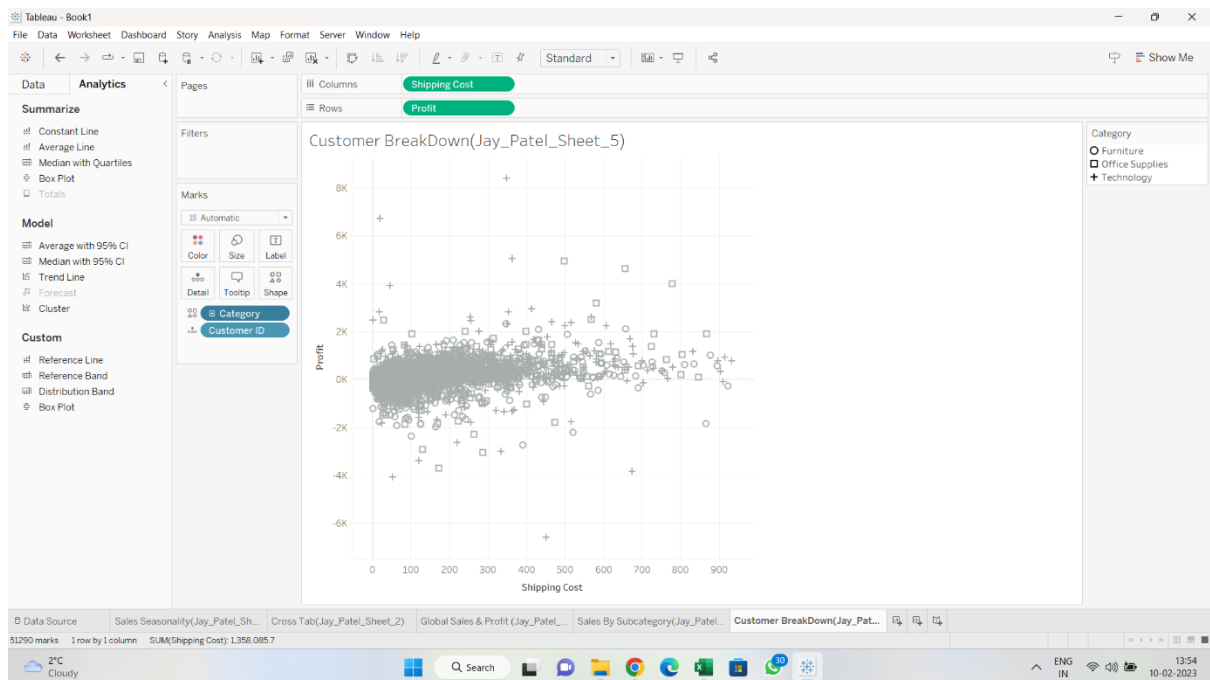 Tableau - Book1
File Data Worksheet Dashboard Story Analysis Map Format Server Window Help
Standard
Show Me
Data Analytics
Pages
Columns
Shipping Cost
Rows
Profit
Summarize
Constant Line
Average Line
Median with Quartiles
Box Plot
Totals
Model
Average with 95% CI
Median with 95% CI
Trend Line
Forecast
Cluster
Custom
Reference Line
Reference Band
Distribution Band
Box Plot
Filters
Marks
Automatic
Color Size Label
Detail Tooltip Shape
Category
Customer ID
Customer BreakDown(Jay_Patel_Sheet_5)
8K
6K
4K
2K
0K
-2K
-4K
-6K
Profit
0 100 200 300 400 500 600 700 800 900
Shipping Cost
Category
Furniture
Office Supplies
Technology
Data Source Sales Seasonality(Jay_Patel_Sh... Cross Tab(Jay_Patel_Sheet_2) Global Sales & Profit (Jay_Patel_... Sales By Subcategory(Jay_Patel... Customer BreakDown(Jay_Pat...
51290 marks 1 row by 1 column SUM(Shipping Cost): 1,358,085.7
2°C
Cloudy
Search
30
ENG
IN
13:54
10-02-2023